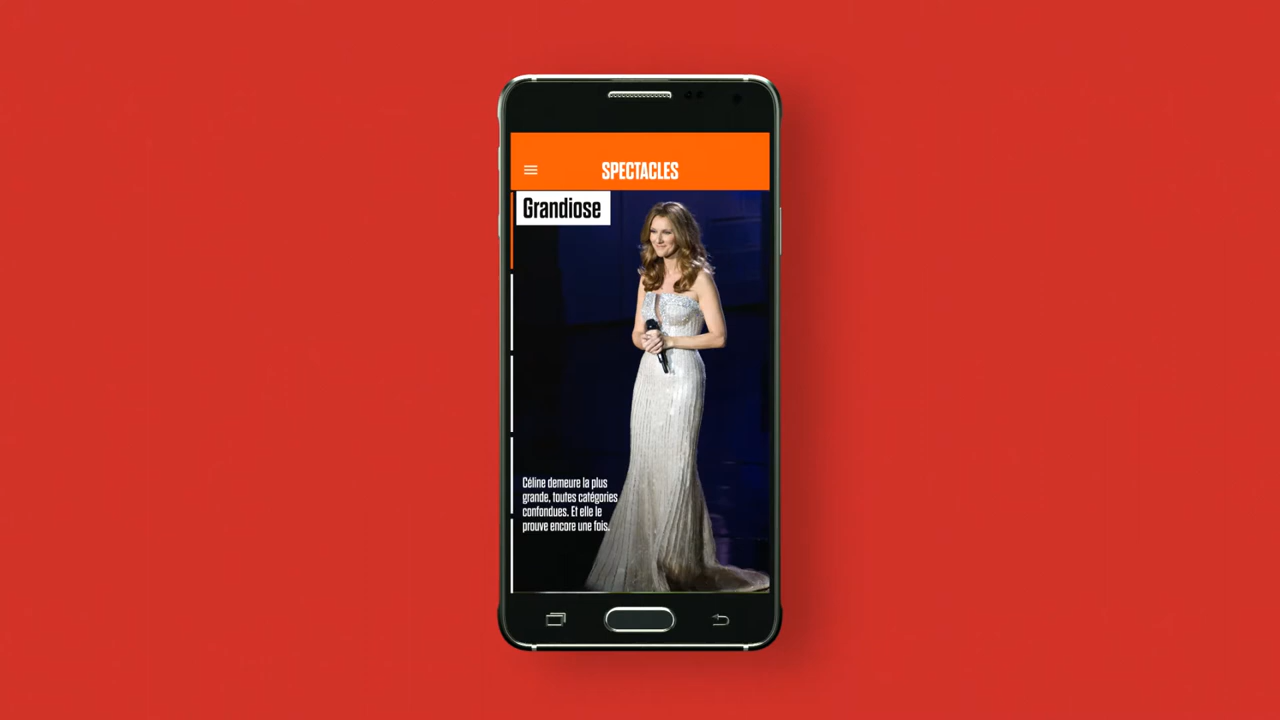 SPECTACLES
Grandiose
Céline demeure la plus
grande, toutes catégories
confondues. Et elle le
prouve encore une fois.